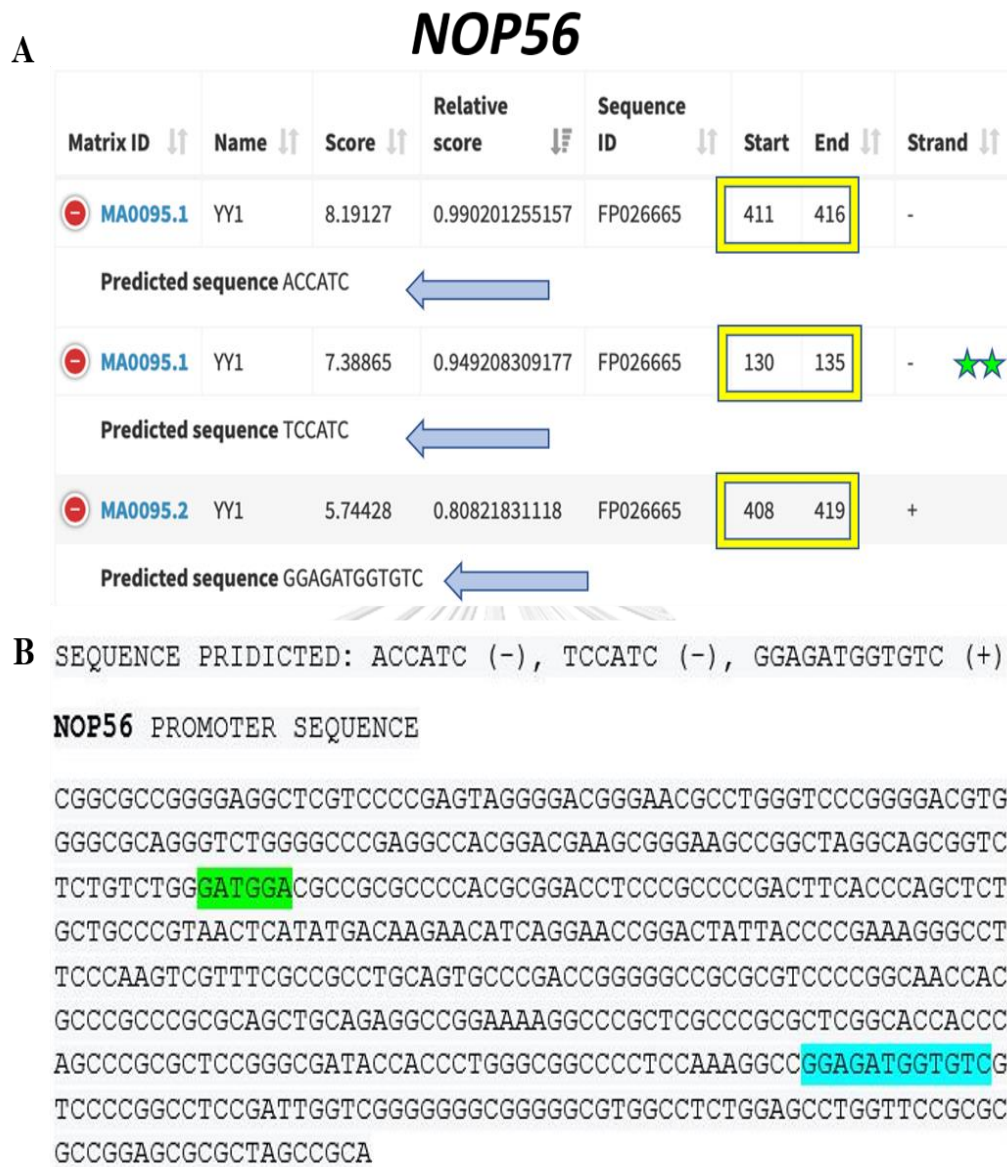 NOP56
A
Matrix ID Name Score Relative score Sequence ID Start End Strand
MA0095.1 YY1 8.19127 0.990201255157 FP026665 411 416 -
Predicted sequence ACCATC
MA0095.1 YY1 7.38865 0.949208309177 FP026665 130 135 -
Predicted sequence TCCATC
MA0095.2 YY1 5.74428 0.80821831118 FP026665 408 419 +
Predicted sequence GGAGATGGTGTC
B SEQUENCE PRIDICTED: ACCATC (-), TCCATC (-), GGAGATGGTGTC (+)
NOP56 PROMOTER SEQUENCE
CGGCGCCGGGGAGGCTCGTCCCCGAGTAGGGGACGGGAACGCCTGGGTCCCGGGGACGTG
GGGCGCAGGGTCTGGGGCCCGAGGCCACGGACGAAGCGGGAAGCCGGCTAGGCAGCGGTC
TCTGTCTGGGATGGACGCCGCGCCCCACGCGGACCTCCCGCCCCGACTTCACCCAGCTCT
GCTGCCCGTAACTCATATGACAAGAACATCAGGAACCGGACTATTACCCCGAAAGGGCCT
TCCCAAGTCGTTTCGCCGCCTGCAGTGCCCGACCGGGGGCCGCGCGTCCCCGGCAACCAC
GCCCGCCCGCGCAGCTGCAGAGGCCGGAAAAGGCCCGCTCGCCCGCGCTCGGCACCACCC
AGCCCGCGCTCCGGGCGATACCACCCTGGGCGGCCCCTCCAAAGGCCGGAGATGGTGTCG
TCCCCGGCCTCCGATTGGTCGGGGGGGCGGGGGCGTGGCCTCTGGAGCCTGGTTCCGCGC
GCCGGAGCGCGCTAGCCGCA